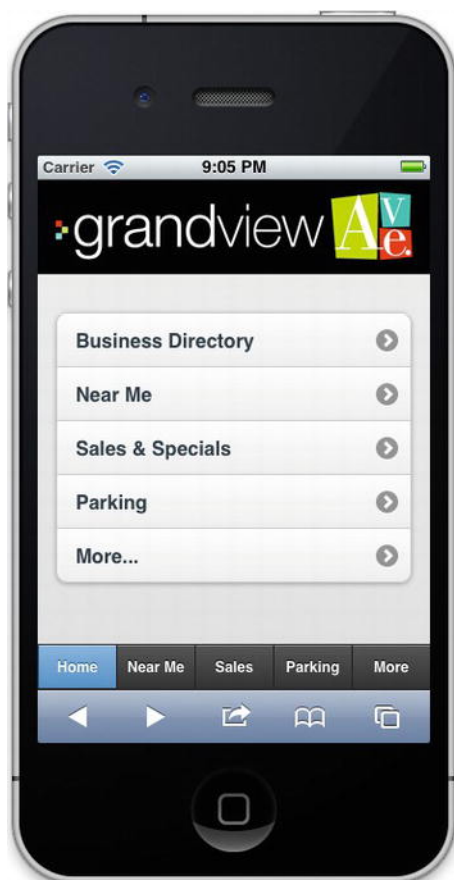 Carrier 9:05 PM
grandview Ave.
Business Directory
Near Me
Sales & Specials
Parking
More...
Home Near Me Sales Parking More